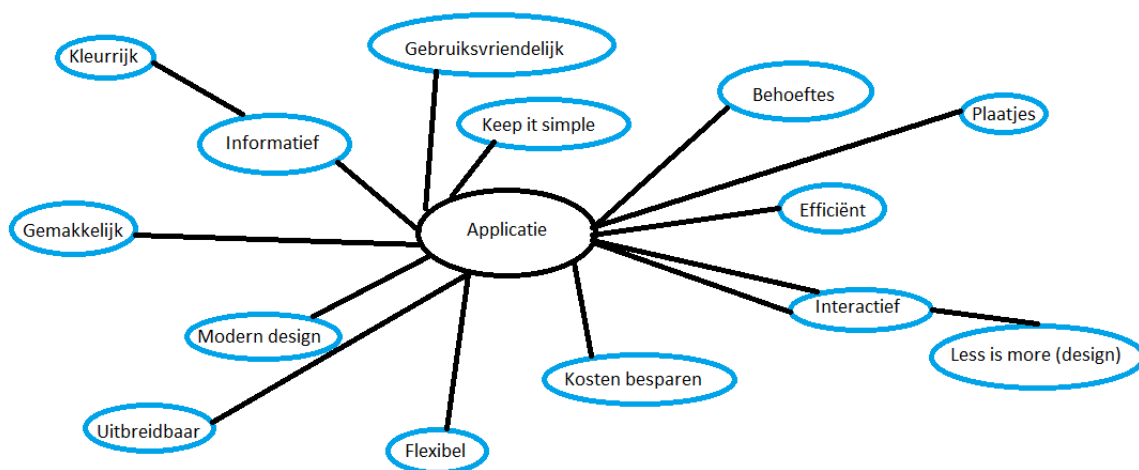 Kleurrijk
Gebruiksvriendelijk
Behoeftes
Plaatjes
Informatief
Keep it simple
Efficiënt
Gemakkelijk
Applicatie
Interactief
Modern design
Less is more (design)
Kosten besparen
Uitbreidbaar
Flexibel